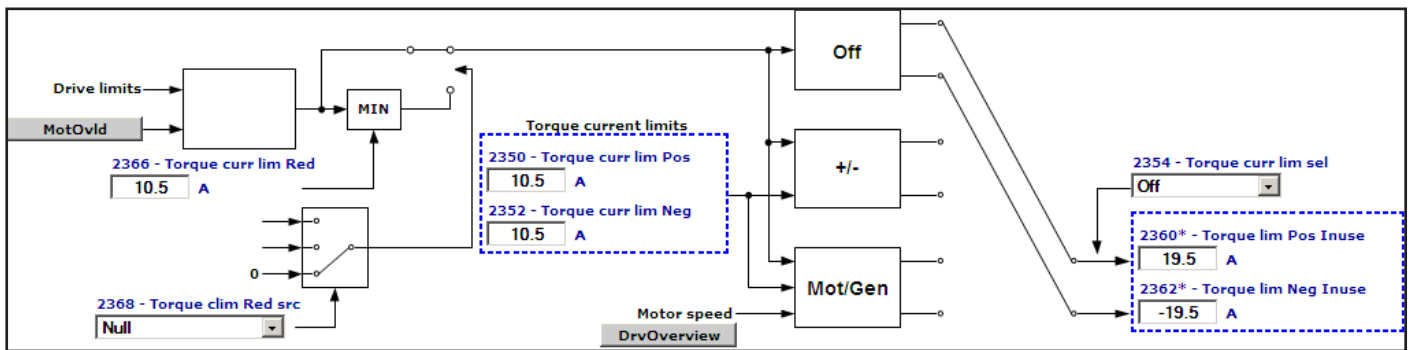 Drive limits
MotOvld
MIN
2366 - Torque curr lim Red
10.5 A
0
2368 - Torque clim Red src
Null
Torque current limits
2350 - Torque curr lim Pos
10.5 A
2352 - Torque curr lim Neg
10.5 A
Off
+/-
Mot/Gen
Motor speed
DrvOverview
2354 - Torque curr lim sel
Off
2360* - Torque lim Pos Inuse
19.5 A
2362* - Torque lim Neg Inuse
-19.5 A